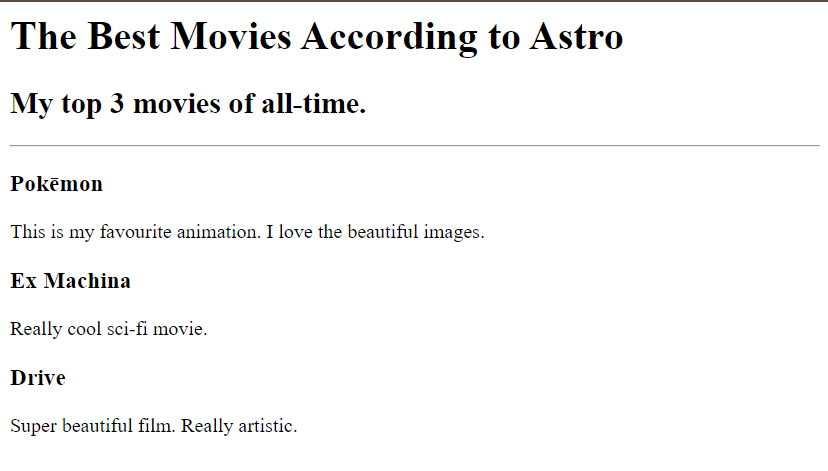 The Best Movies According to Astro
My top 3 movies of all-time.
Pokēmon
This is my favourite animation. I love the beautiful images.
Ex Machina
Really cool sci-fi movie.
Drive
Super beautiful film. Really artistic.